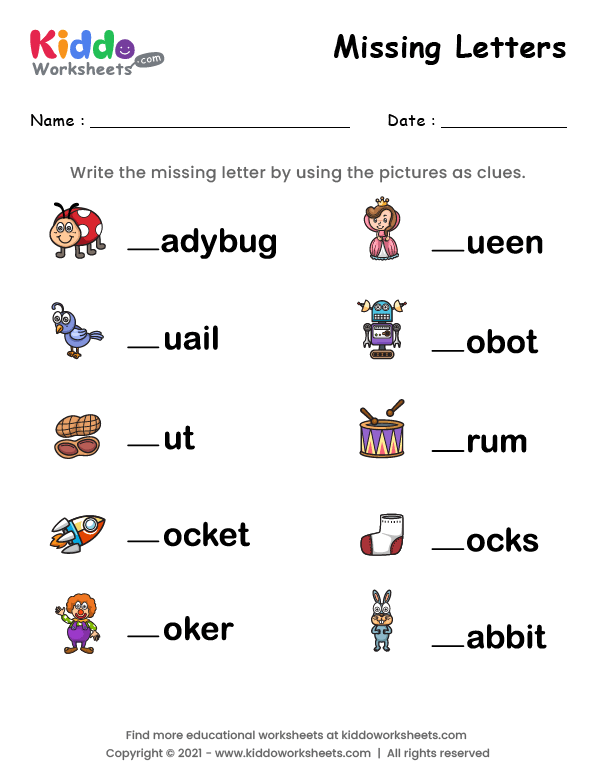 Kiddo
Worksheets.com
Missing Letters
Name : ____________________ Date : __________
Write the missing letter by using the pictures as clues.
__adybug __ueen
__uail __obot
__ut __rum
__ocket __ocks
__oker __abbit
Find more educational worksheets at kiddoworksheets.com
Copyright © 2021 - www.kiddoworksheets.com | All rights reserved